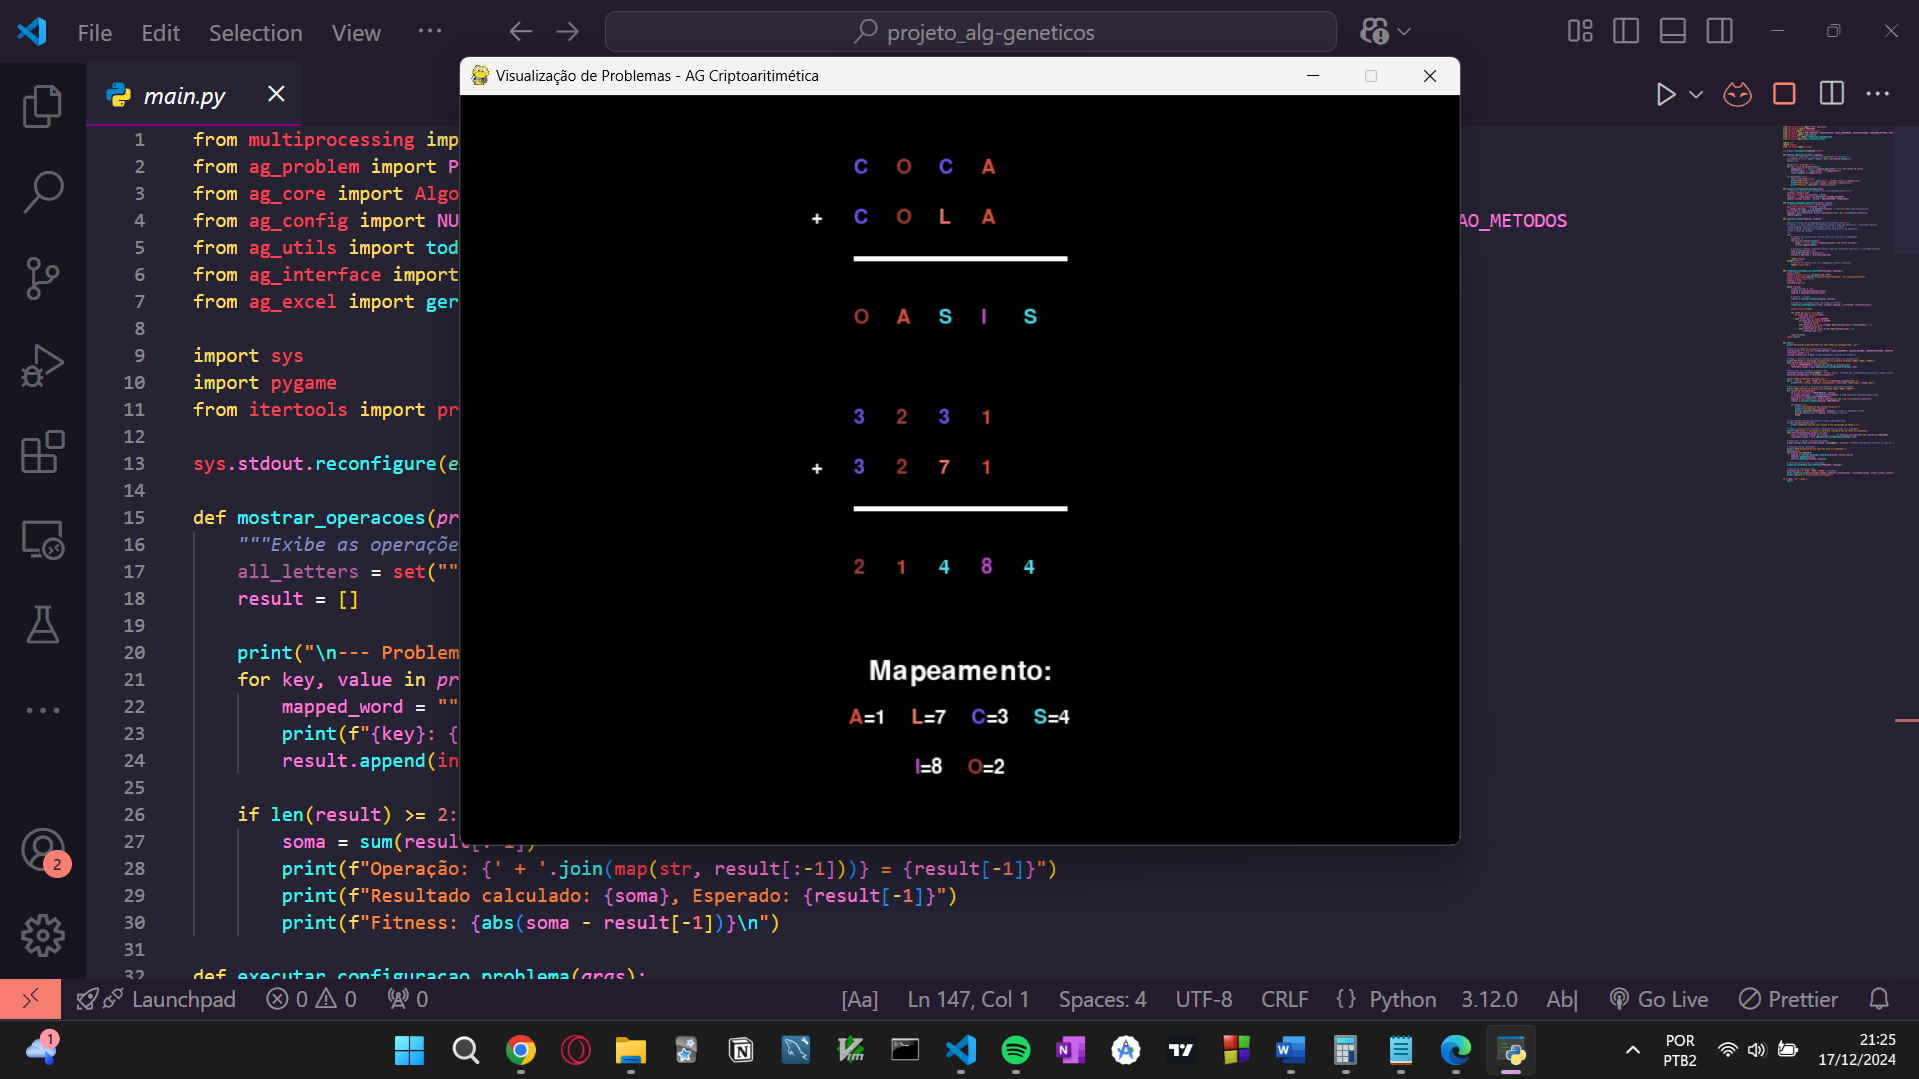 File Edit Selection View ··· projeto_alg-geneticos
main.py
Visualização de Problemas - AG Criptoaritimética
1 from multiprocessing imp
2 from ag_problem import P
3 from ag_core import Algo
4 from ag_config import NU AO_METODOS
5 from ag_utils import tod
6 from ag_interface import
7 from ag_excel import ger
8
9 import sys
10 import pygame
11 from itertools import pr
12
13 sys.stdout.reconfigure(e
14
15 def mostrar_operacoes(pr
16 """Exibe as operaçõe
17 all_letters = set(""
18 result = []
19
20 print("\n--- Problem
21 for key, value in pr
22 mapped_word = ""
23 print(f"{key}: {
24 result.append(in
25
26 if len(result) >= 2:
27 soma = sum(result[:-1])
28 print(f"Operação: {' + '.join(map(str, result[:-1]))} = {result[-1]}")
29 print(f"Resultado calculado: {soma}, Esperado: {result[-1]}")
30 print(f"Fitness: {abs(soma - result[-1])}\n")
31
32 def executar_configuracao_problema(args):
C O C A
+ C O L A
O A S I S
3 2 3 1
+ 3 2 7 1
2 1 4 8 4
Mapeamento:
A=1 L=7 C=3 S=4
I=8 O=2
2
Launchpad 0 0 0 [Aa] Ln 147, Col 1 Spaces: 4 UTF-8 CRLF {} Python 3.12.0 Ab| Go Live Prettier
1
POR
PTB2
21:25
17/12/2024